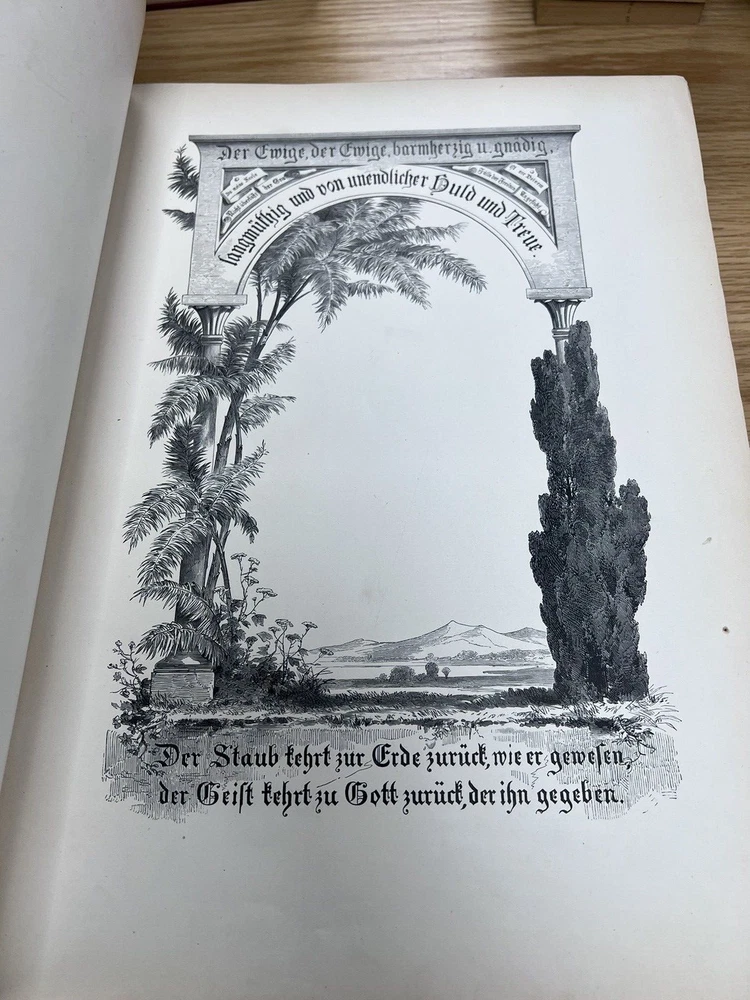 Der Ewige, der Ewige, barmherzig u. gnädig,
langmüthig und von unendlicher Huld und Treue.
Der Staub kehrt zur Erde zurück, wie er gewesen,
der Geist kehrt zu Gott zurück, der ihn gegeben.